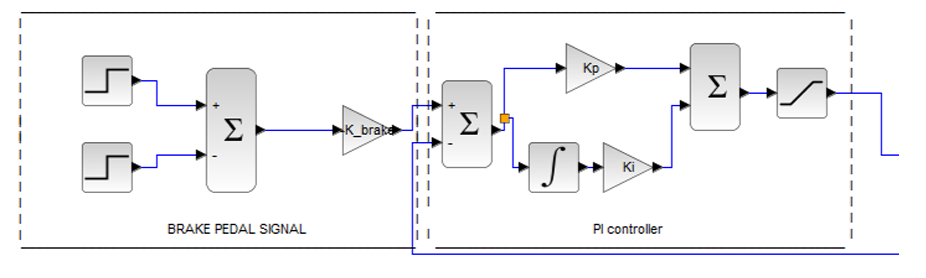 +
-
Σ
-K_brake
+
-
Σ
Kp
∫
Ki
Σ
BRAKE PEDAL SIGNAL
PI controller